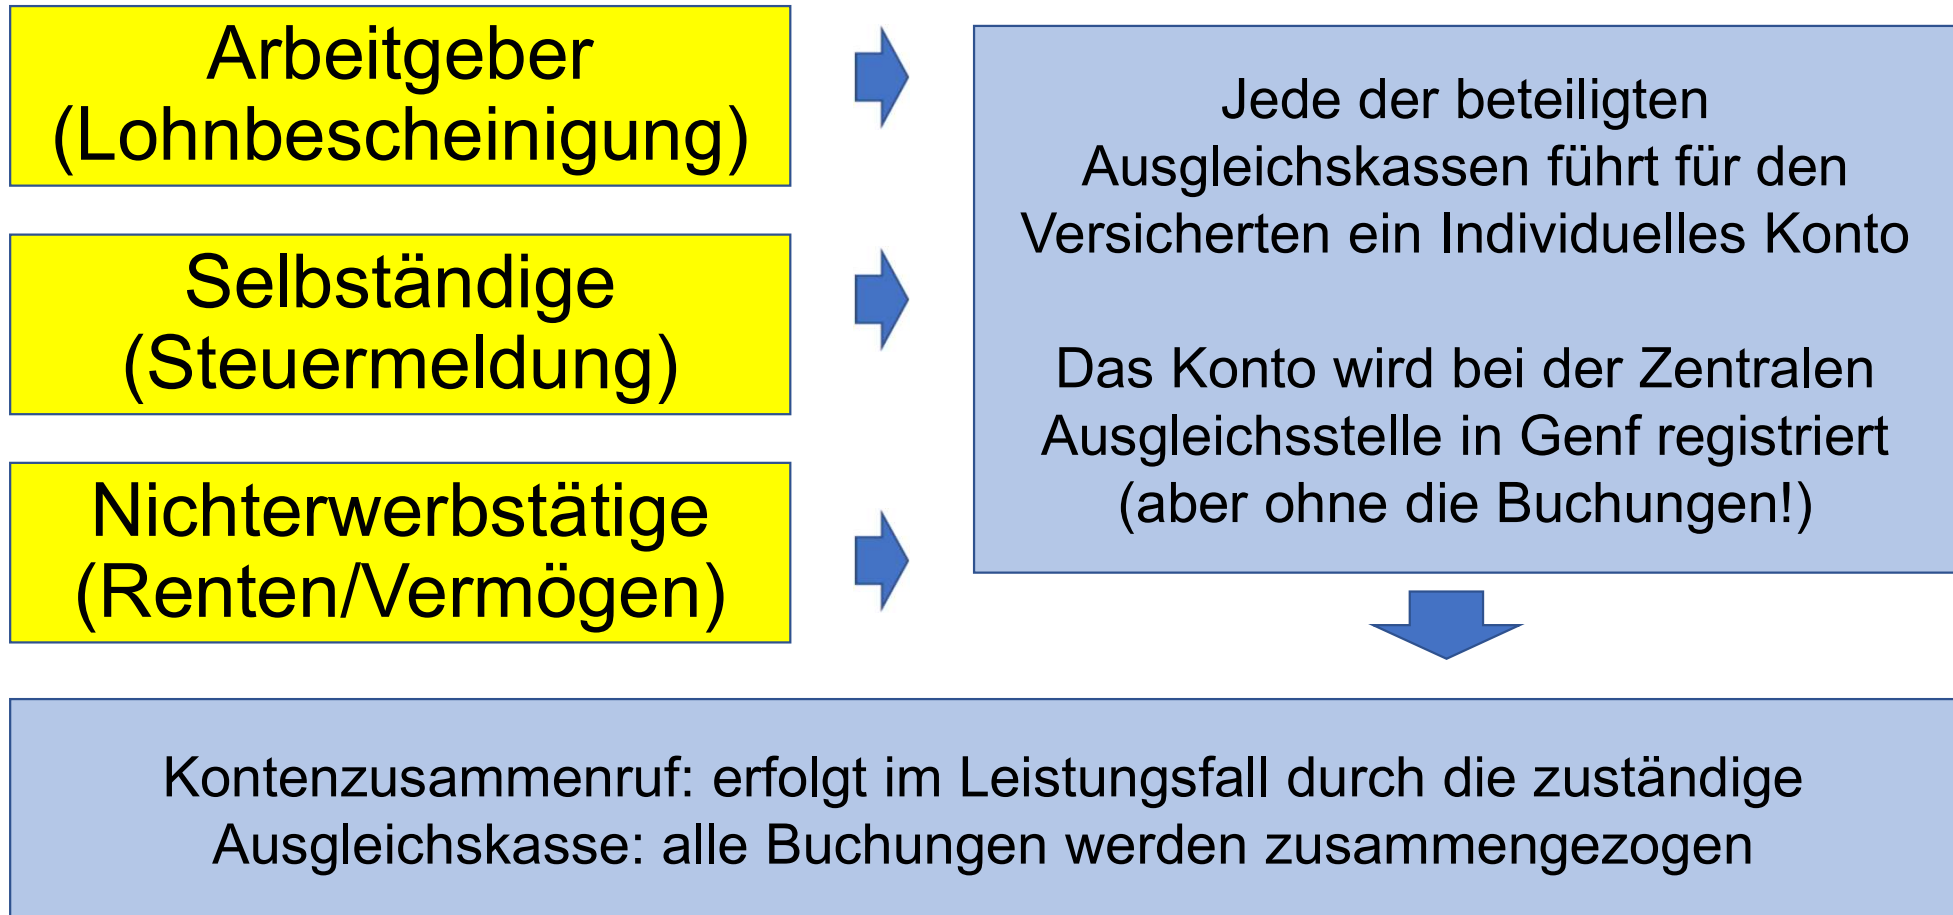 Arbeitgeber
(Lohnbescheinigung)
Selbständige
(Steuermeldung)
Nichterwerbstätige
(Renten/Vermögen)
Jede der beteiligten
Ausgleichskassen führt für den
Versicherten ein Individuelles Konto
Das Konto wird bei der Zentralen
Ausgleichsstelle in Genf registriert
(aber ohne die Buchungen!)
Kontenzusammenruf: erfolgt im Leistungsfall durch die zuständige
Ausgleichskasse: alle Buchungen werden zusammengezogen